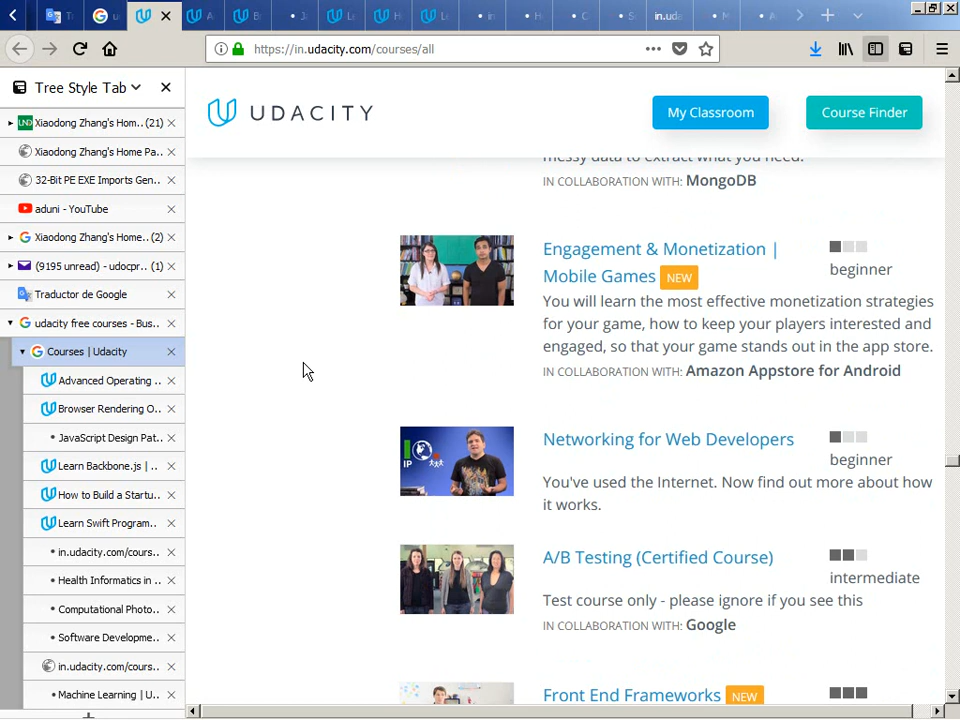 https://in.udacity.com/courses/all
in.uda
Tree Style Tab
Xiaodong Zhang's Hom.. (21)
Xiaodong Zhang's Home Pa..
32-Bit PE EXE Imports Gen..
aduni - YouTube
Xiaodong Zhang's Home.. (2)
(9195 unread) - udocpr.. (1)
Traductor de Google
udacity free courses - Bus..
Courses | Udacity
Advanced Operating ..
Browser Rendering O..
JavaScript Design Pat..
Learn Backbone.js | ..
How to Build a Startu..
Learn Swift Program..
in.udacity.com/cours..
Health Informatics in ..
Computational Photo..
Software Developme..
in.udacity.com/cours..
Machine Learning | U..
UDACITY
My Classroom
Course Finder
messy data to extract what you need.
IN COLLABORATION WITH: MongoDB
Engagement & Monetization |
Mobile Games NEW
beginner
You will learn the most effective monetization strategies
for your game, how to keep your players interested and
engaged, so that your game stands out in the app store.
IN COLLABORATION WITH: Amazon Appstore for Android
IP
Networking for Web Developers
beginner
You've used the Internet. Now find out more about how
it works.
A/B Testing (Certified Course)
intermediate
Test course only - please ignore if you see this
IN COLLABORATION WITH: Google
Front End Frameworks NEW